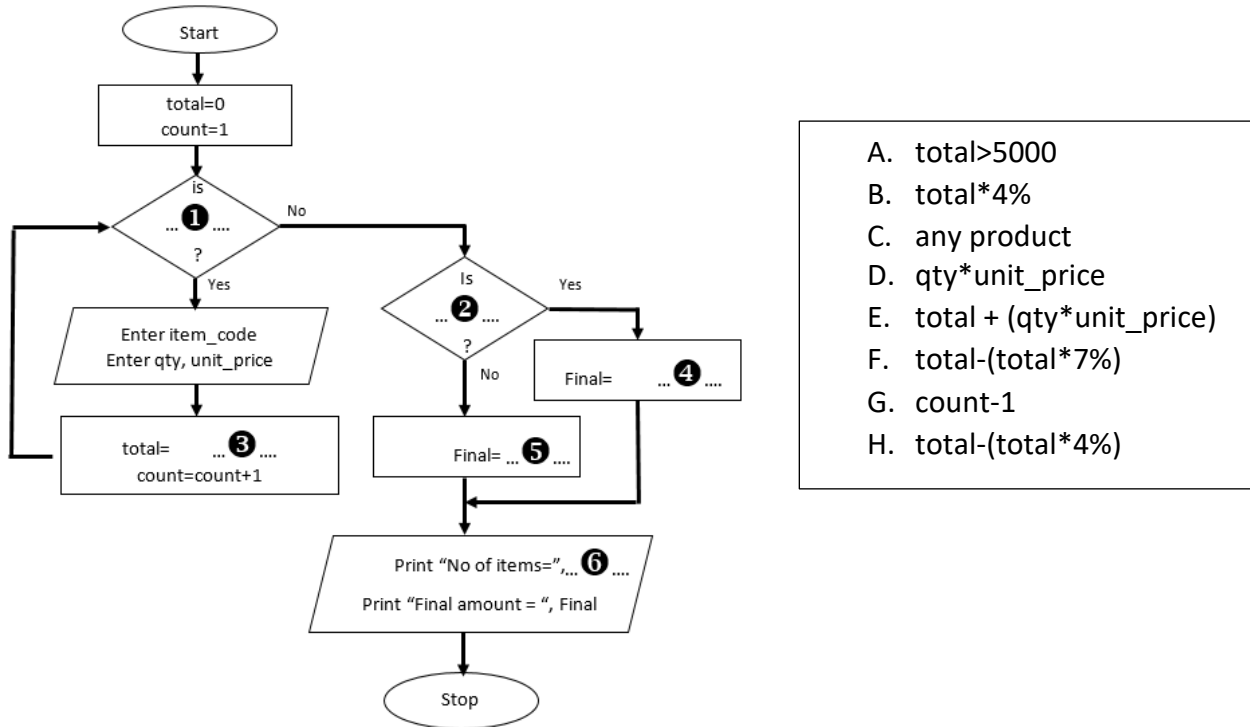 Start
total=0
count=1
is
... ❶ ....
?
No
Yes
Enter item_code
Enter qty, unit_price
total= ... ❸ ....
count=count+1
Is
... ❷ ....
?
Yes
No
Final= ... ❹ ....
Final= ... ❺ ....
Print “No of items=”,... ❻ ....
Print “Final amount = “, Final
Stop
A. total>5000
B. total*4%
C. any product
D. qty*unit_price
E. total + (qty*unit_price)
F. total-(total*7%)
G. count-1
H. total-(total*4%)